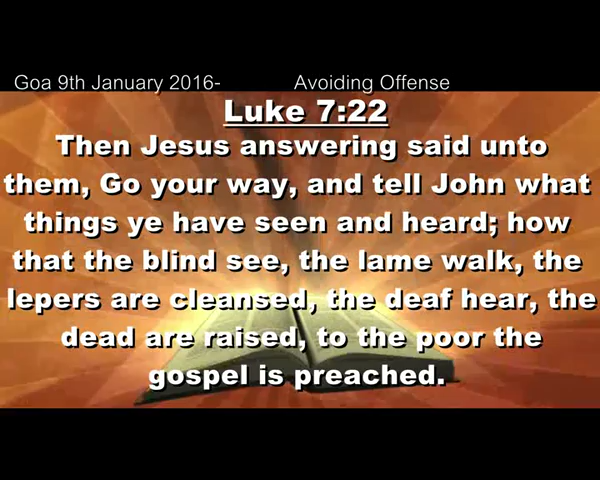 Goa 9th January 2016- Avoiding Offense
Luke 7:22
Then Jesus answering said unto
them, Go your way, and tell John what
things ye have seen and heard; how
that the blind see, the lame walk, the
lepers are cleansed, the deaf hear, the
dead are raised, to the poor the
gospel is preached.